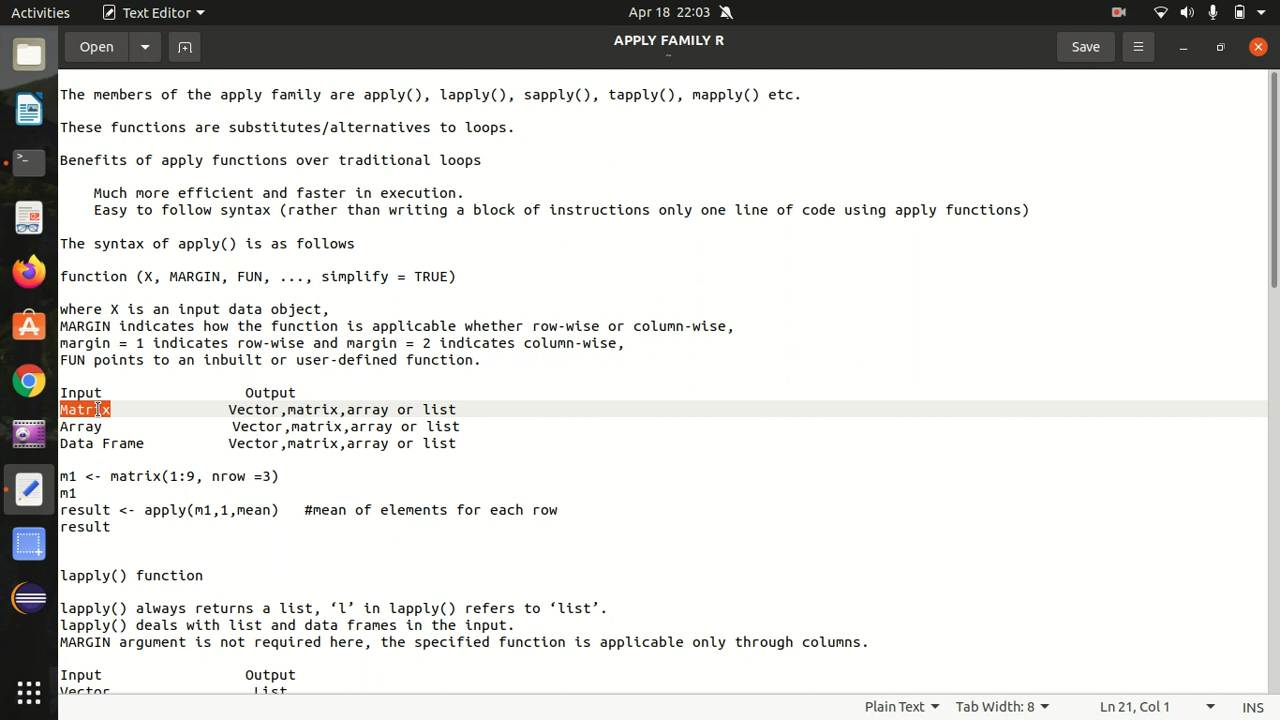 Activities Text Editor Apr 18 22:03
Open APPLY FAMILY R Save
~
The members of the apply family are apply(), lapply(), sapply(), tapply(), mapply() etc.
These functions are substitutes/alternatives to loops.
Benefits of apply functions over traditional loops
Much more efficient and faster in execution.
Easy to follow syntax (rather than writing a block of instructions only one line of code using apply functions)
The syntax of apply() is as follows
function (X, MARGIN, FUN, ..., simplify = TRUE)
where X is an input data object,
MARGIN indicates how the function is applicable whether row-wise or column-wise,
margin = 1 indicates row-wise and margin = 2 indicates column-wise,
FUN points to an inbuilt or user-defined function.
Input Output
Matrix Vector,matrix,array or list
Array Vector,matrix,array or list
Data Frame Vector,matrix,array or list
m1 <- matrix(1:9, nrow =3)
m1
result <- apply(m1,1,mean) #mean of elements for each row
result
lapply() function
lapply() always returns a list, ‘l’ in lapply() refers to ‘list’.
lapply() deals with list and data frames in the input.
MARGIN argument is not required here, the specified function is applicable only through columns.
Input Output
Vector List
Plain Text Tab Width: 8 Ln 21, Col 1 INS